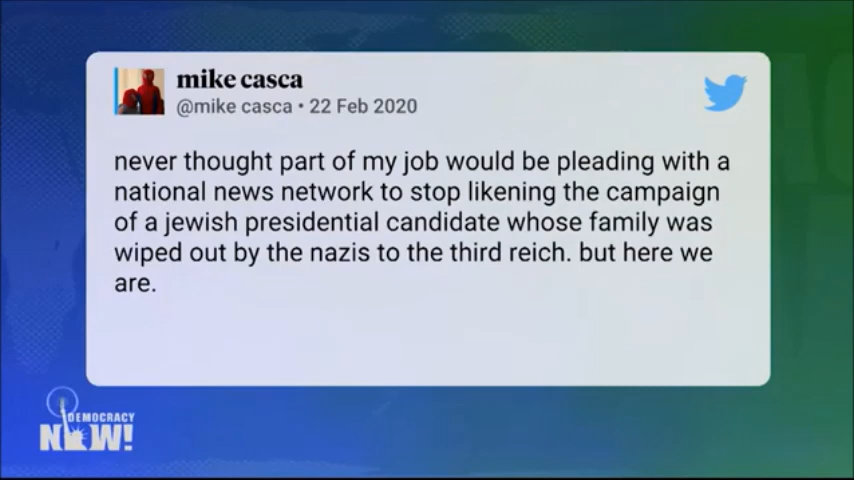 mike casca
@mike casca • 22 Feb 2020
never thought part of my job would be pleading with a
national news network to stop likening the campaign
of a jewish presidential candidate whose family was
wiped out by the nazis to the third reich. but here we
are.
DEMOCRACY
NOW!